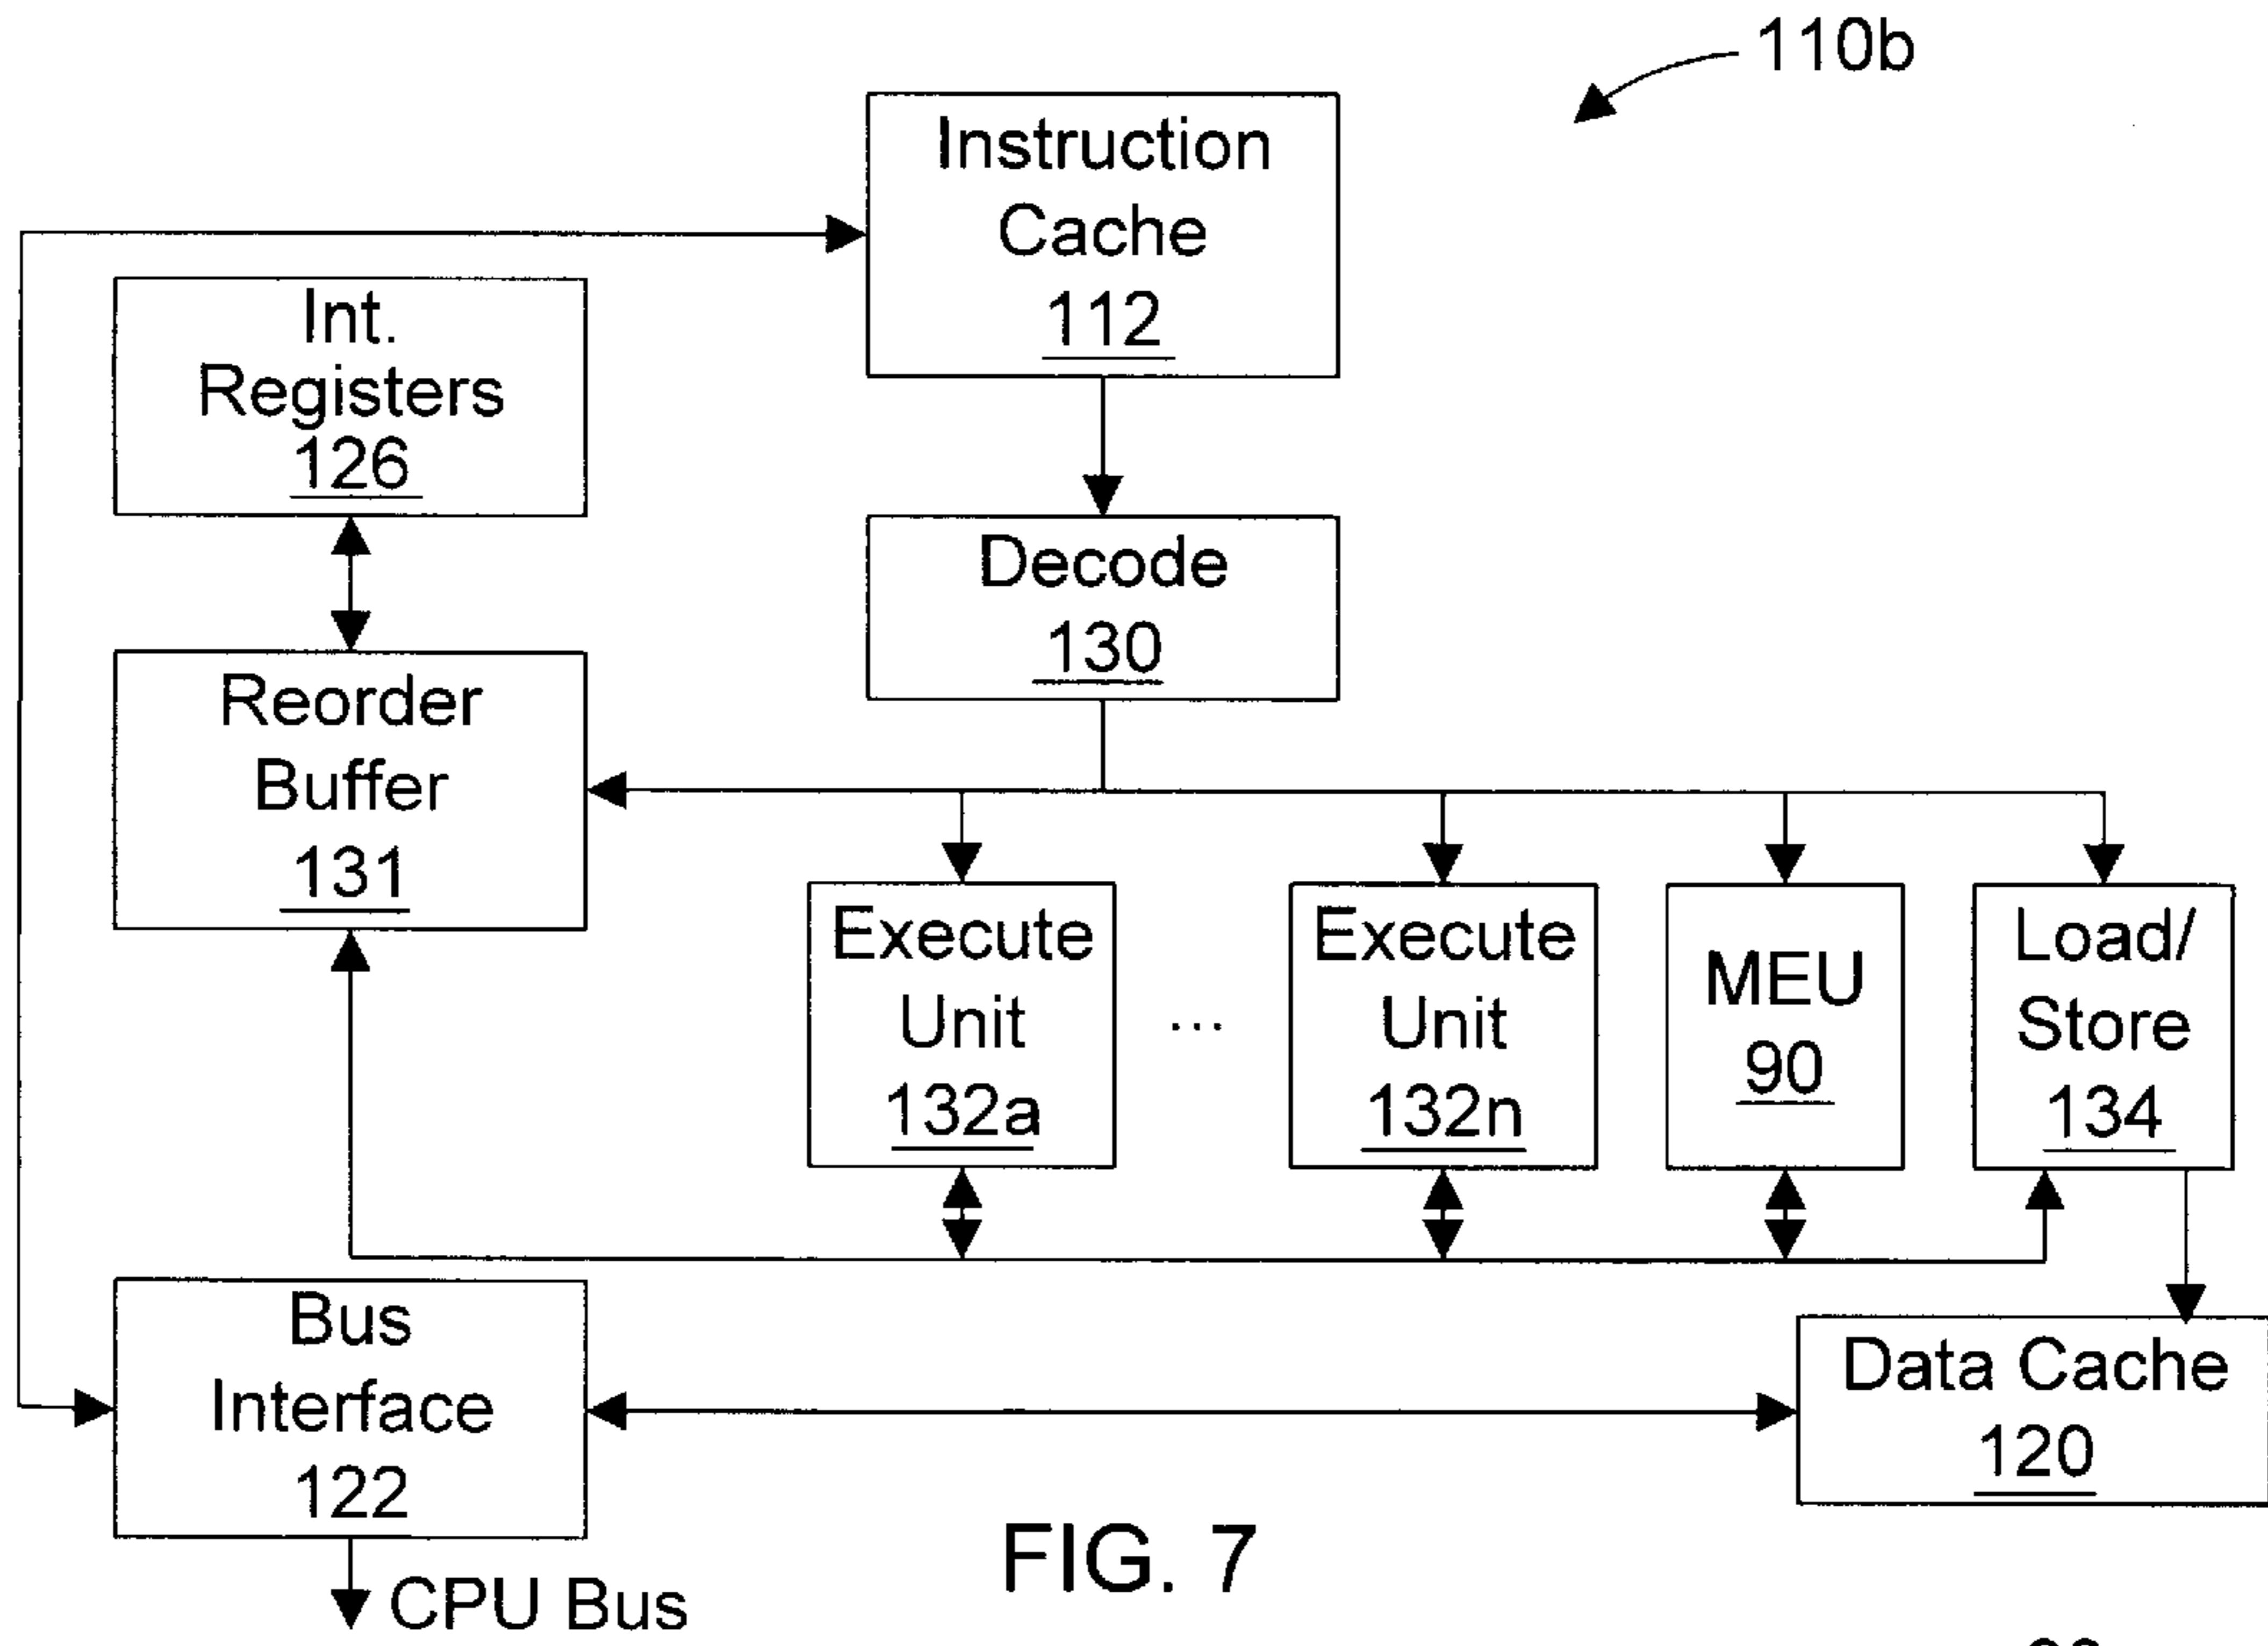 110b
Instruction
Cache
112
Int.
Registers
126
Decode
130
Reorder
Buffer
131
Execute
Unit
132a
...
Execute
Unit
132n
MEU
90
Load/
Store
134
Bus
Interface
122
Data Cache
120
CPU Bus
FIG. 7